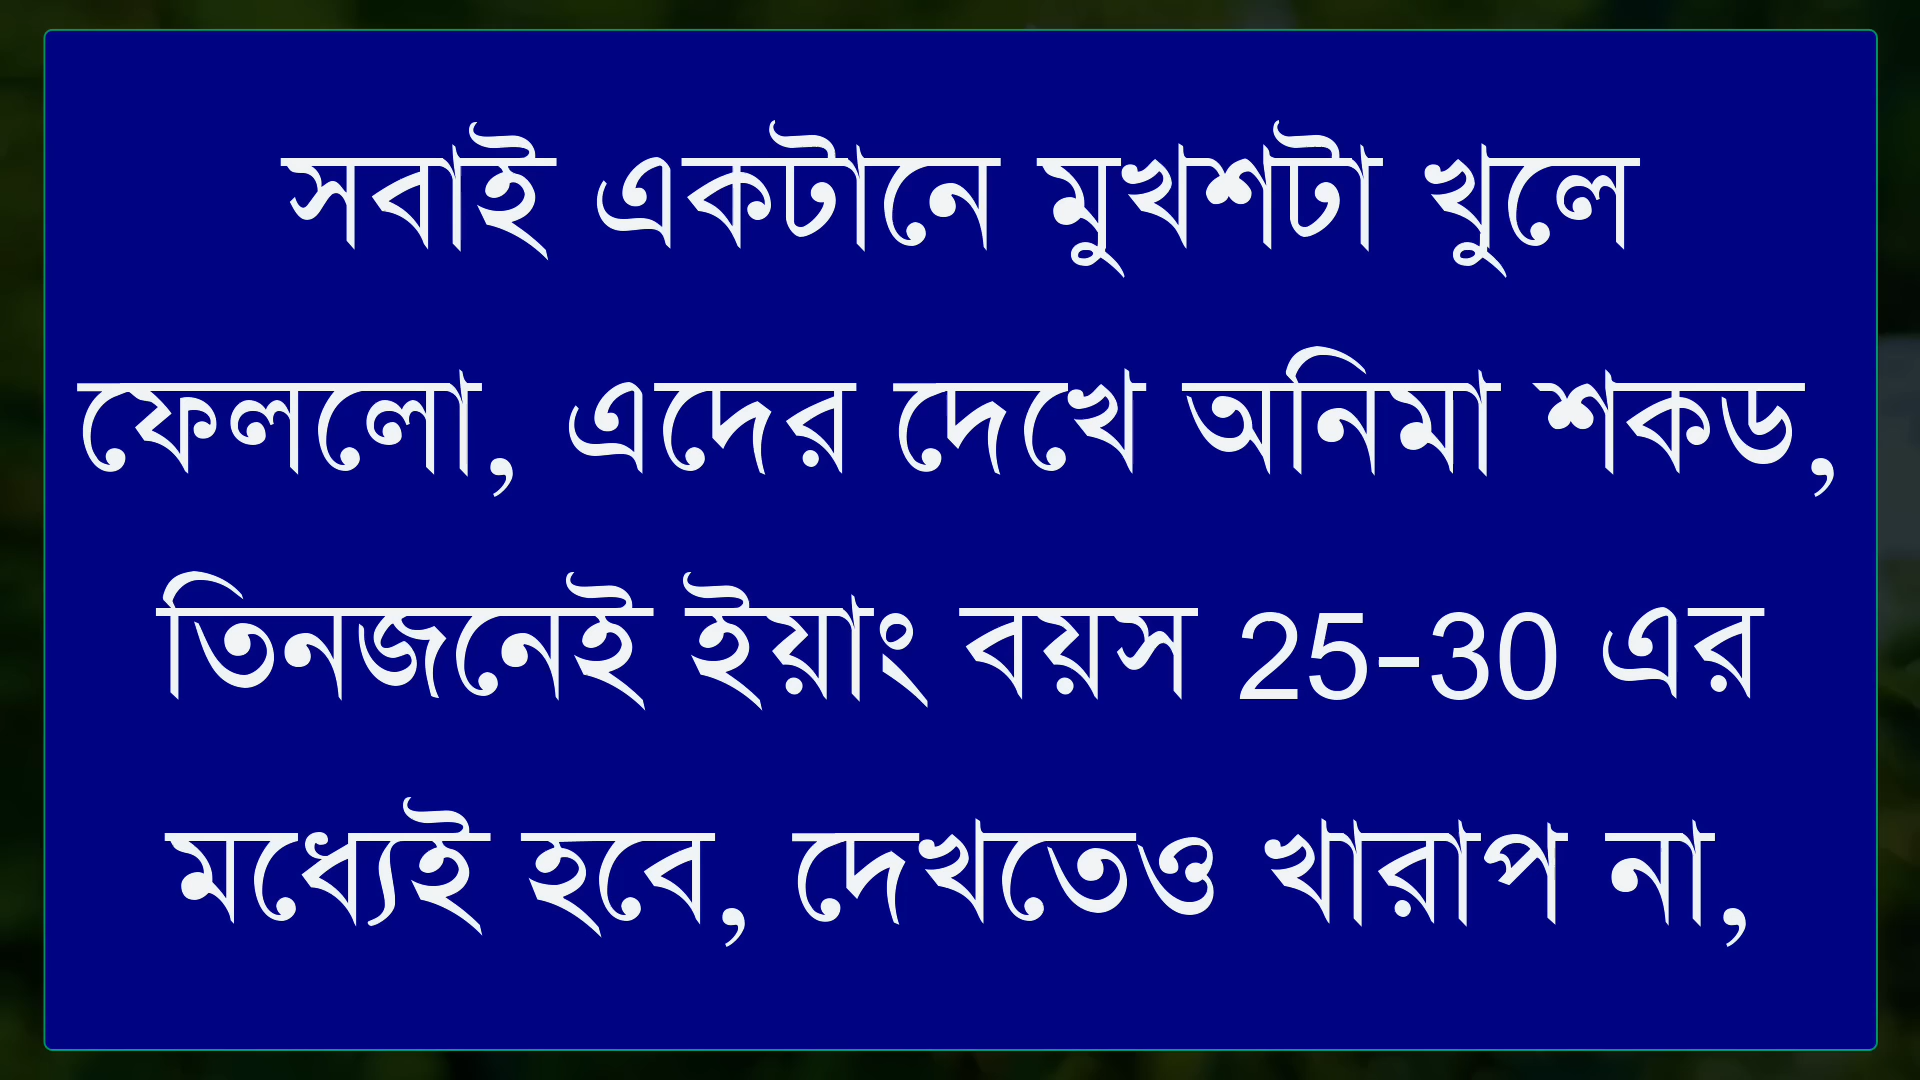 সবাই একটানে মুখশটা খুলে
ফেললো, এদের দেখে অনিমা শকড,
তিনজনেই ইয়াং বয়স 25-30 এর
মধ্যেই হবে, দেখতেও খারাপ না,